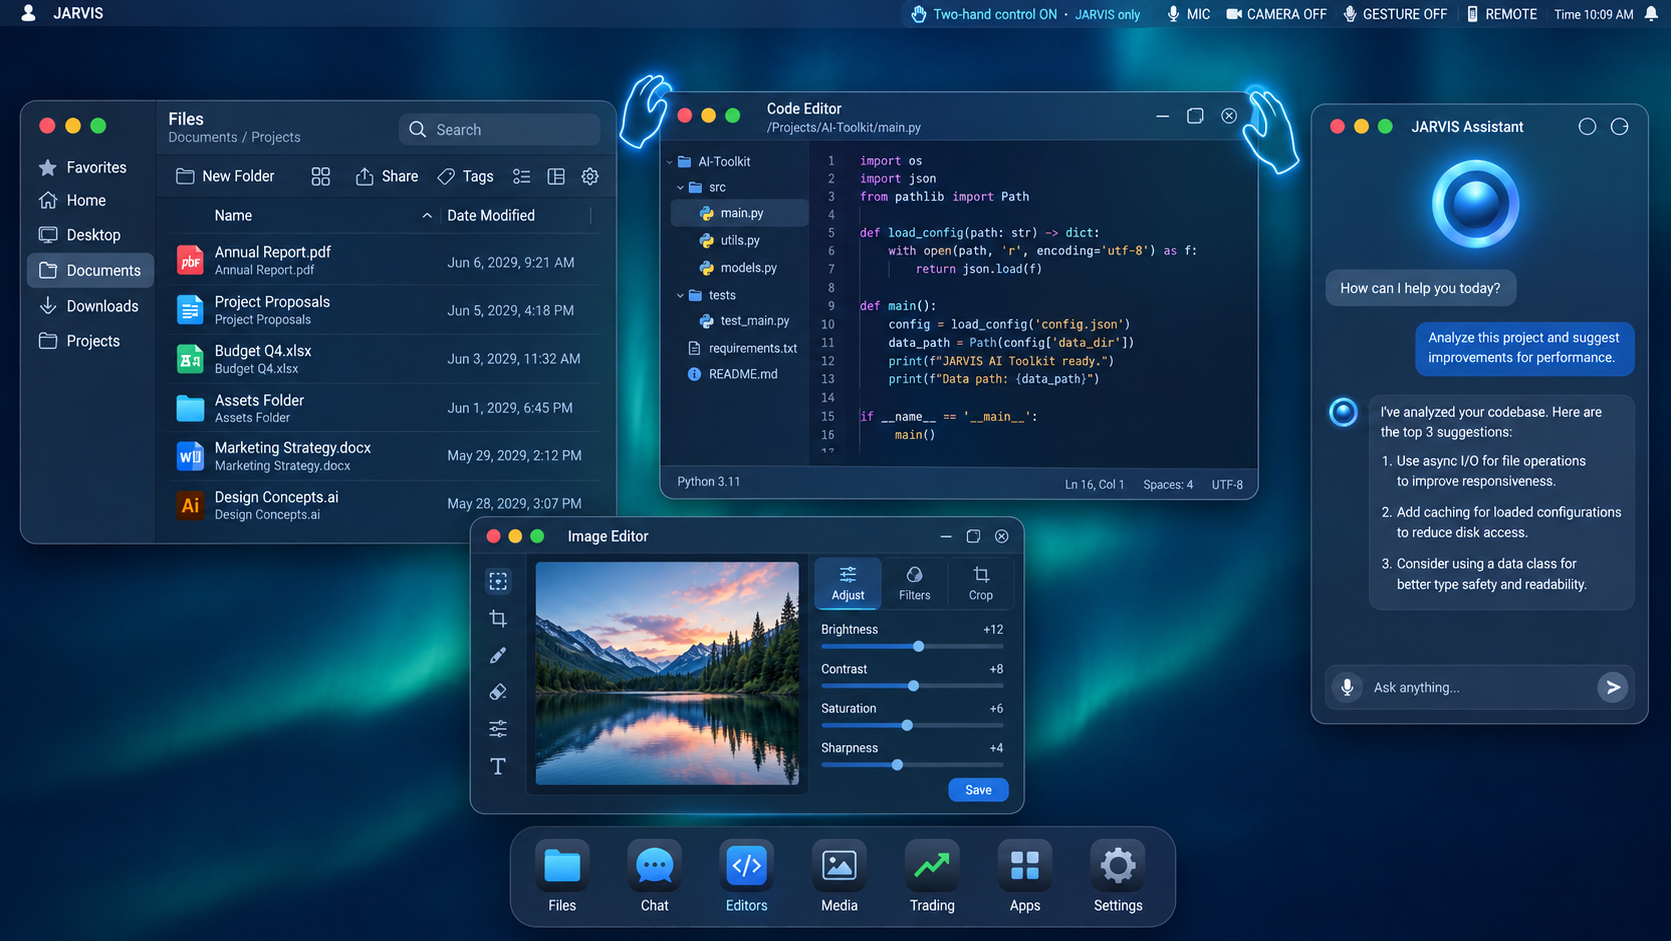 JARVIS
Two-hand control ON • JARVIS only
MIC
CAMERA OFF
GESTURE OFF
REMOTE
Time 10:09 AM
Files
Documents / Projects
Search
Favorites
Home
Desktop
Documents
Downloads
Projects
New Folder
Share
Tags
Name
Date Modified
Annual Report.pdf
Annual Report.pdf
Jun 6, 2029, 9:21 AM
Project Proposals
Project Proposals
Jun 5, 2029, 4:18 PM
Budget Q4.xlsx
Budget Q4.xlsx
Jun 3, 2029, 11:32 AM
Assets Folder
Assets Folder
Jun 1, 2029, 6:45 PM
Marketing Strategy.docx
Marketing Strategy.docx
May 29, 2029, 2:12 PM
Ai
Design Concepts.ai
Design Concepts.ai
May 28, 2029, 3:07 PM
Code Editor
/Projects/AI-Toolkit/main.py
AI-Toolkit
src
main.py
utils.py
models.py
tests
test_main.py
requirements.txt
README.md
1 import os
2 import json
3 from pathlib import Path
4
5 def load_config(path: str) -> dict:
6 with open(path, 'r', encoding='utf-8') as f:
7 return json.load(f)
8
9 def main():
10 config = load_config('config.json')
11 data_path = Path(config['data_dir'])
12 print(f"JARVIS AI Toolkit ready.")
13 print(f"Data path: {data_path}")
14
15 if __name__ == '__main__':
16 main()
17
Python 3.11
Ln 16, Col 1
Spaces: 4
UTF-8
JARVIS Assistant
How can I help you today?
Analyze this project and suggest
improvements for performance.
I've analyzed your codebase. Here are
the top 3 suggestions:
1. Use async I/O for file operations
to improve responsiveness.
2. Add caching for loaded configurations
to reduce disk access.
3. Consider using a data class for
better type safety and readability.
Ask anything...
Image Editor
Adjust
Filters
Crop
Brightness +12
Contrast +8
Saturation +6
Sharpness +4
T
Save
Files
Chat
Editors
Media
Trading
Apps
Settings